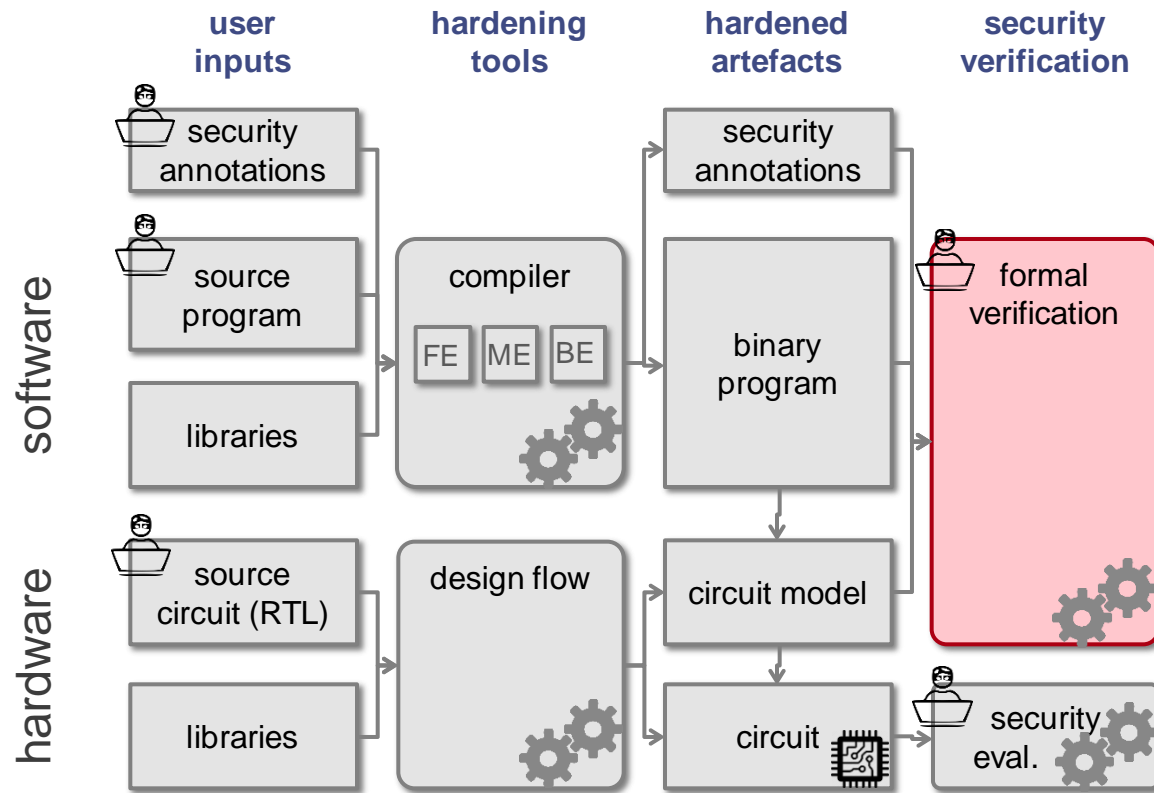 user
inputs
hardening
tools
hardened
artefacts
security
verification
software
security
annotations
source
program
libraries
compiler
FE ME BE
security
annotations
binary
program
formal
verification
hardware
source
circuit (RTL)
libraries
design flow
circuit model
circuit
security
eval.